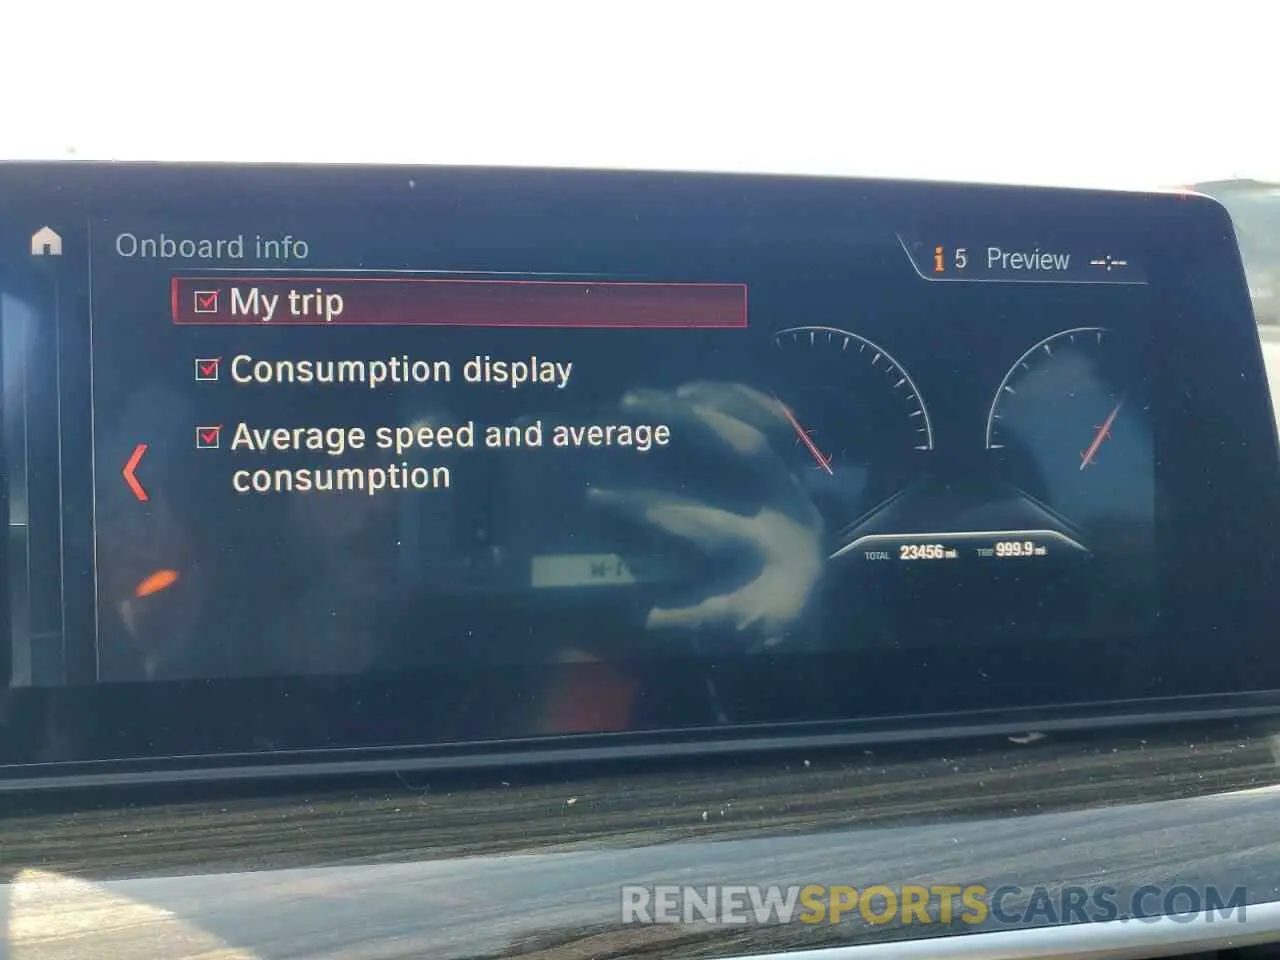 Onboard info
i 5 Preview --:--
My trip
Consumption display
Average speed and average
consumption
TOTAL 23456 mi TRIP 999.9 mi
RENEWSPORTSCARS.COM